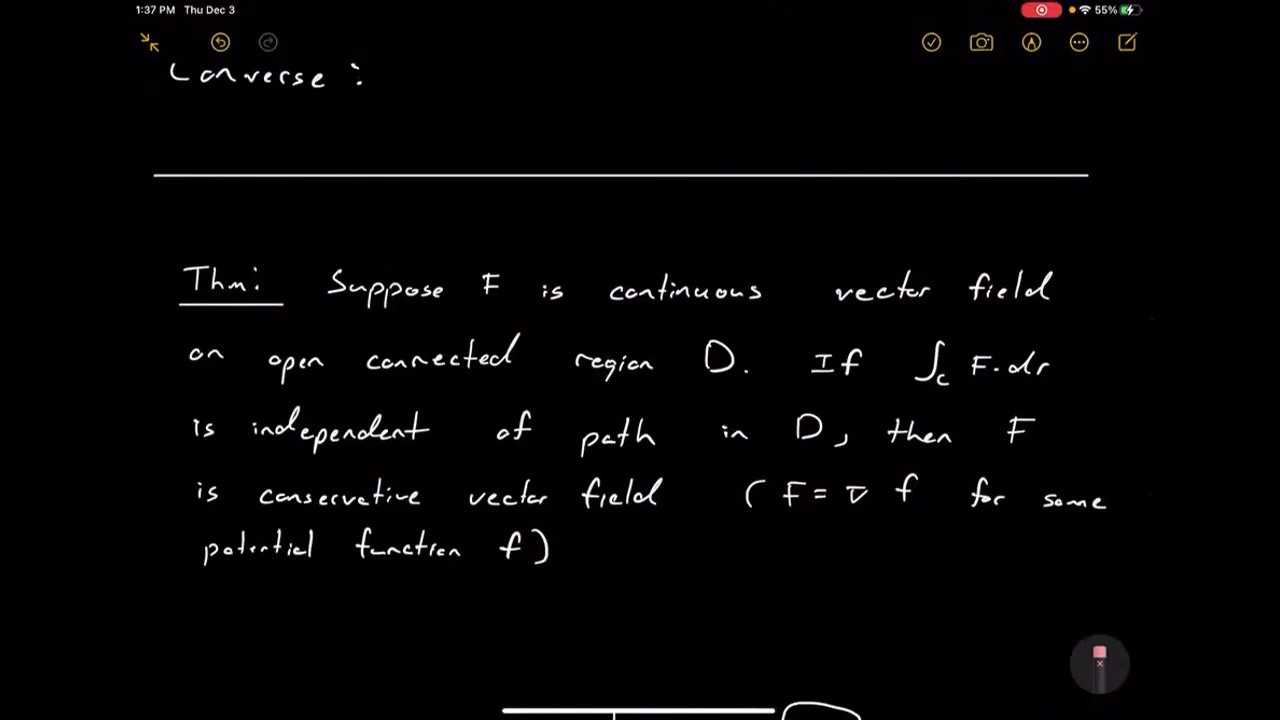 1:37 PM Thu Dec 3
55%
Converse :
Thm: Suppose F is continuous vector field
on open connected region D. If ∫_C F·dr
is independent of path in D, then F
is conservative vector field ( F = ∇ f for some
potential function f)